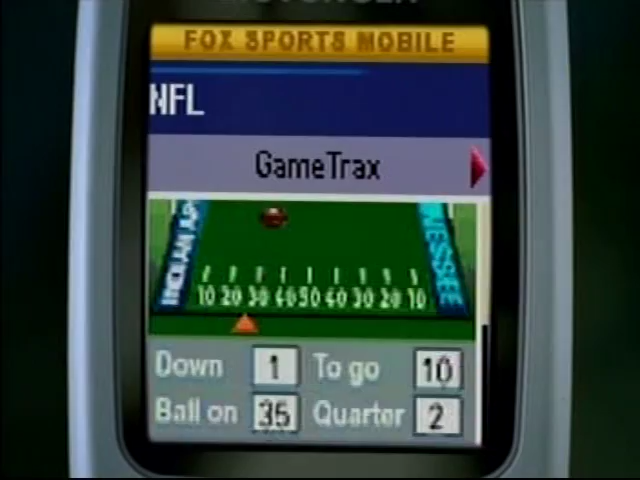 FOX SPORTS MOBILE
NFL
GameTrax
10 20 30 40 50 40 30 20 10
Down 1 To go 10
Ball on 35 Quarter 2